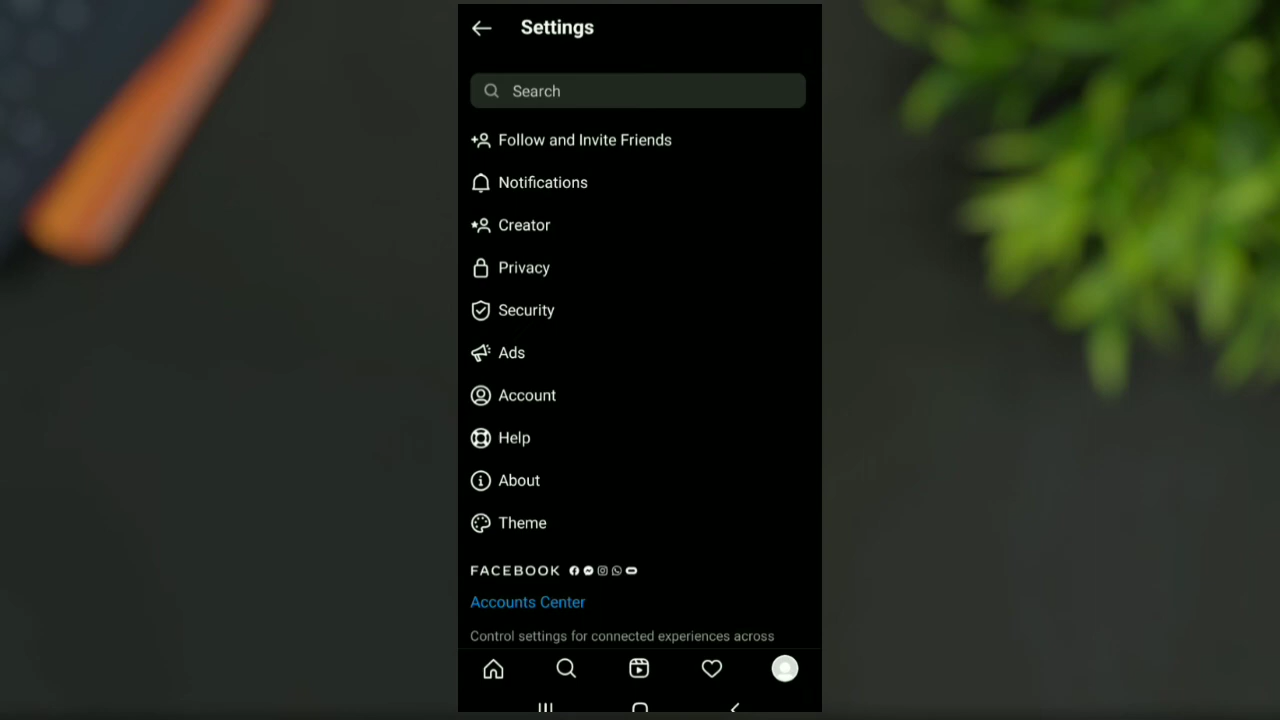 Settings
Search
Follow and Invite Friends
Notifications
Creator
Privacy
Security
Ads
Account
Help
About
Theme
FACEBOOK
Accounts Center
Control settings for connected experiences across